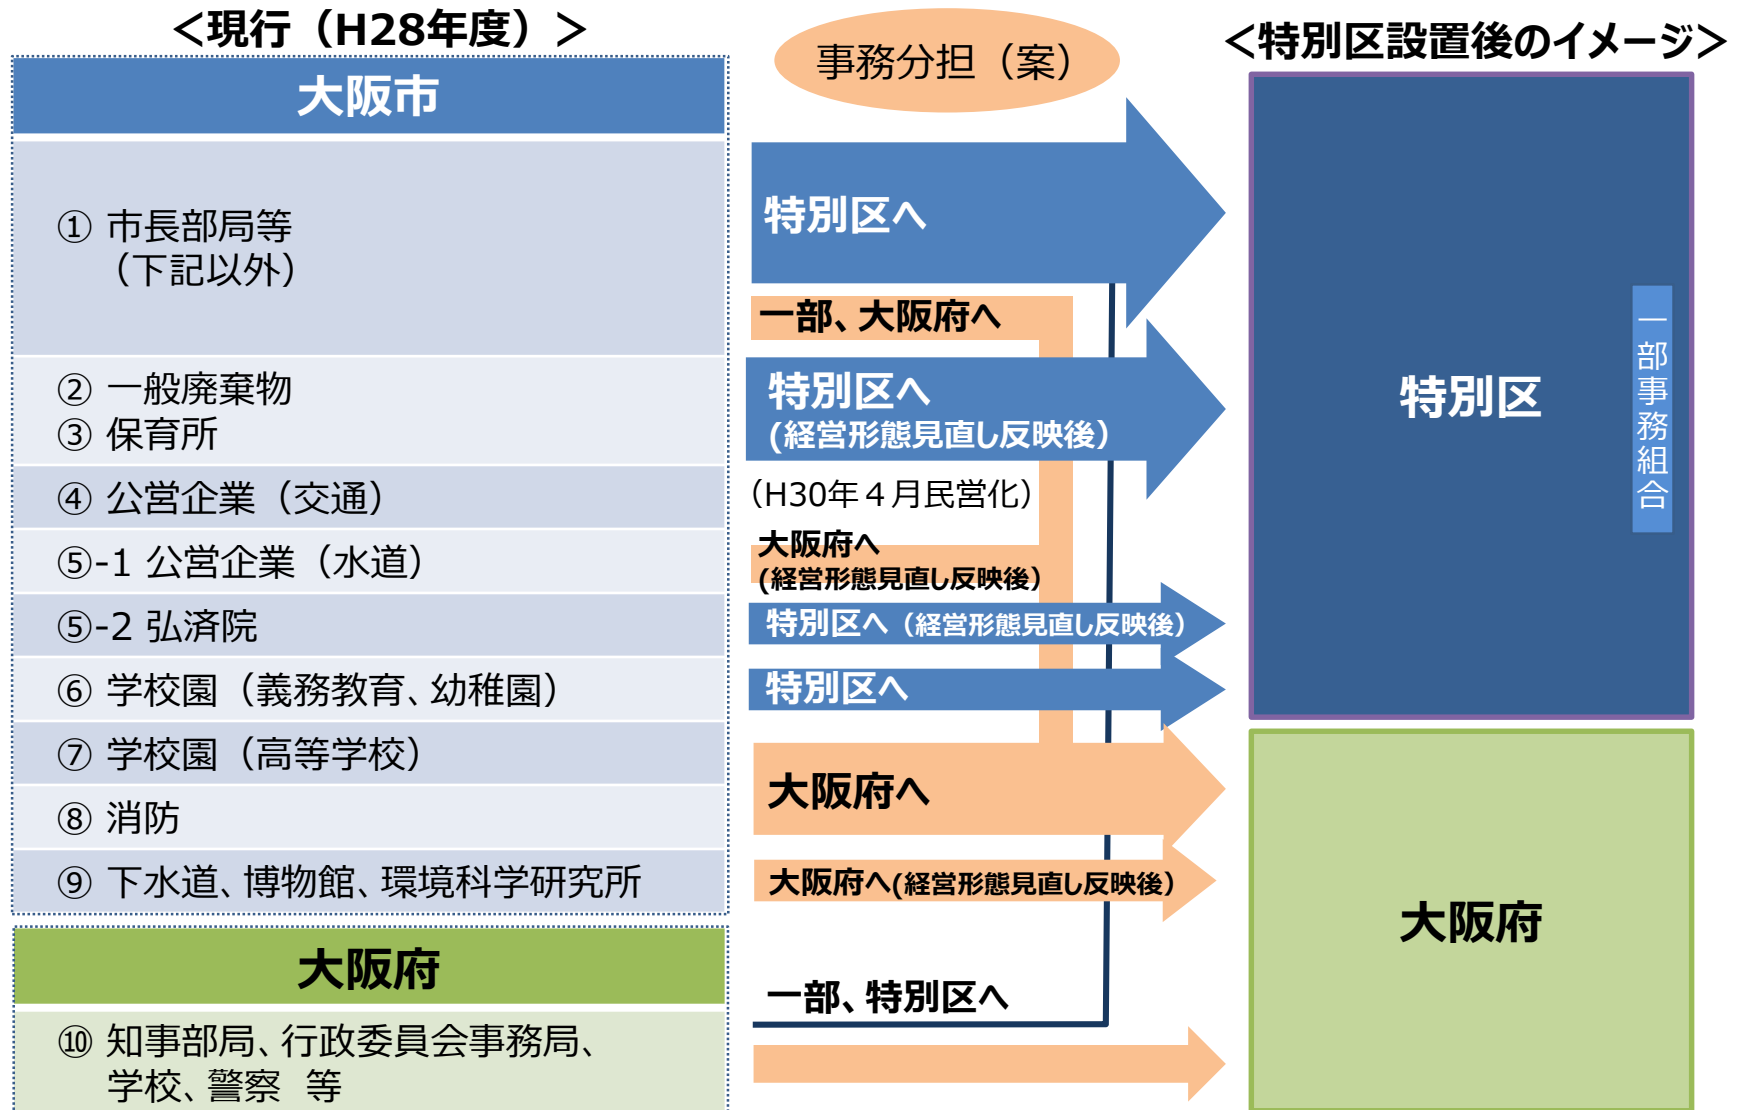 ＜現行（H28年度）＞
大阪市
① 市長部局等
（下記以外）
② 一般廃棄物
③ 保育所
④ 公営企業（交通）
⑤-1 公営企業（水道）
⑤-2 弘済院
⑥ 学校園（義務教育、幼稚園）
⑦ 学校園（高等学校）
⑧ 消防
⑨ 下水道、博物館、環境科学研究所
大阪府
⑩ 知事部局、行政委員会事務局、
学校、警察 等
事務分担（案）
特別区へ
一部、大阪府へ
特別区へ
(経営形態見直し反映後）
（H30年４月民営化）
大阪府へ
(経営形態見直し反映後）
特別区へ（経営形態見直し反映後）
特別区へ
大阪府へ
大阪府へ(経営形態見直し反映後）
一部、特別区へ
＜特別区設置後のイメージ＞
特別区
一部事務組合
大阪府